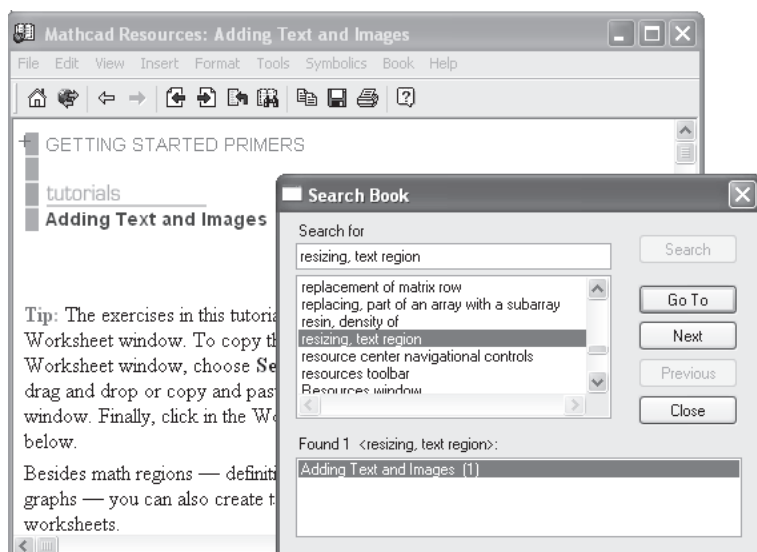 Mathcad Resources: Adding Text and Images
File Edit View Insert Format Tools Symbolics Book Help
GETTING STARTED PRIMERS
tutorials
Adding Text and Images
Tip: The exercises in this tutoria
Worksheet window. To copy th
Worksheet window, choose Se
drag and drop or copy and pas
window. Finally, click in the Wo
below.
Besides math regions — definiti
graphs — you can also create t
worksheets.
Search Book
Search for
resizing, text region
Search
replacement of matrix row
replacing, part of an array with a subarray
resin, density of
resizing, text region
resource center navigational controls
resources toolbar
Resources window
Go To
Next
Previous
Close
Found 1 <resizing, text region>:
Adding Text and Images (1)